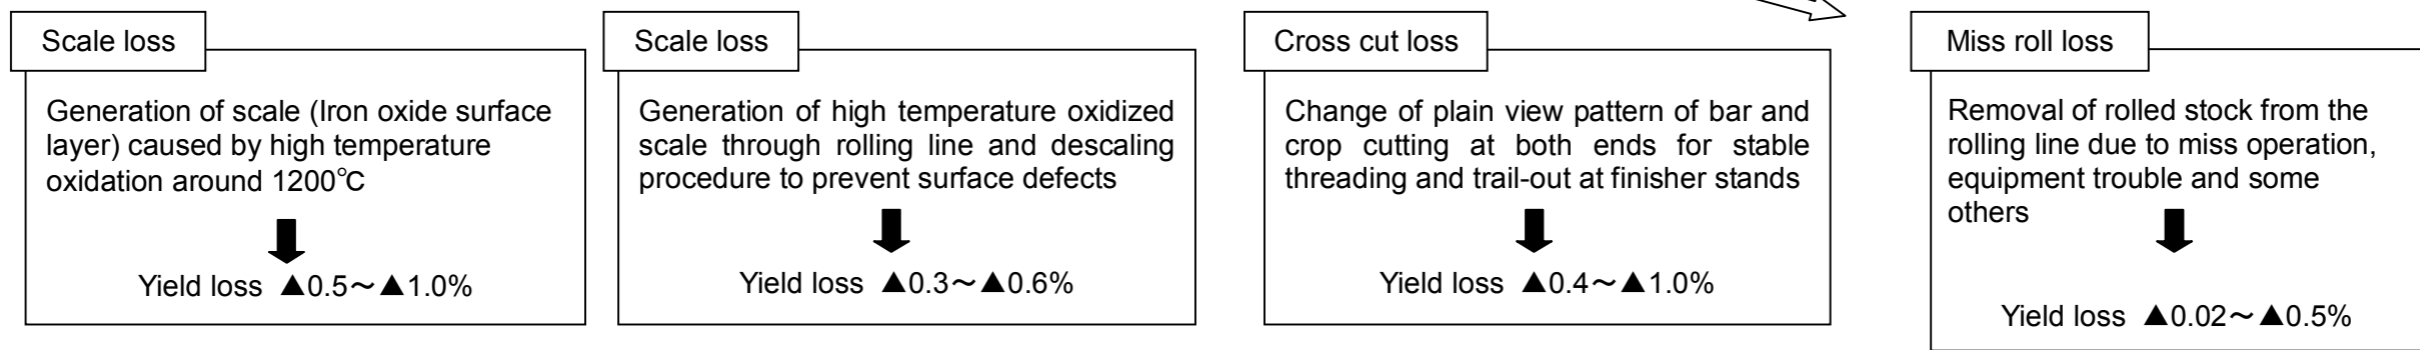 Scale loss
Generation of scale (Iron oxide surface
layer) caused by high temperature
oxidation around 1200℃
Yield loss ▲0.5～▲1.0%
Scale loss
Generation of high temperature oxidized
scale through rolling line and descaling
procedure to prevent surface defects
Yield loss ▲0.3～▲0.6%
Cross cut loss
Change of plain view pattern of bar and
crop cutting at both ends for stable
threading and trail-out at finisher stands
Yield loss ▲0.4～▲1.0%
Miss roll loss
Removal of rolled stock from the
rolling line due to miss operation,
equipment trouble and some
others
Yield loss ▲0.02～▲0.5%